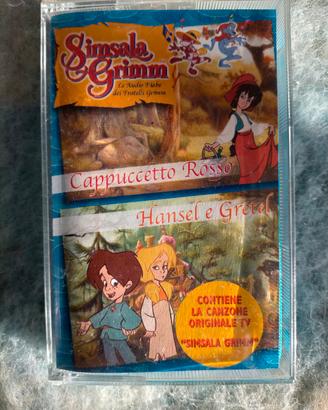 Simsala
Grimm
Le Audio Fiabe
dei Fratelli Grimm
Cappuccetto Rosso
Hansel e Gretel
CONTIENE
LA CANZONE
ORIGINALE TV
"SIMSALA GRIMM"